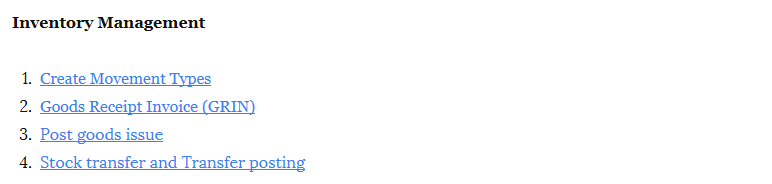 Inventory Management
1. Create Movement Types
2. Goods Receipt Invoice (GRIN)
3. Post goods issue
4. Stock transfer and Transfer posting